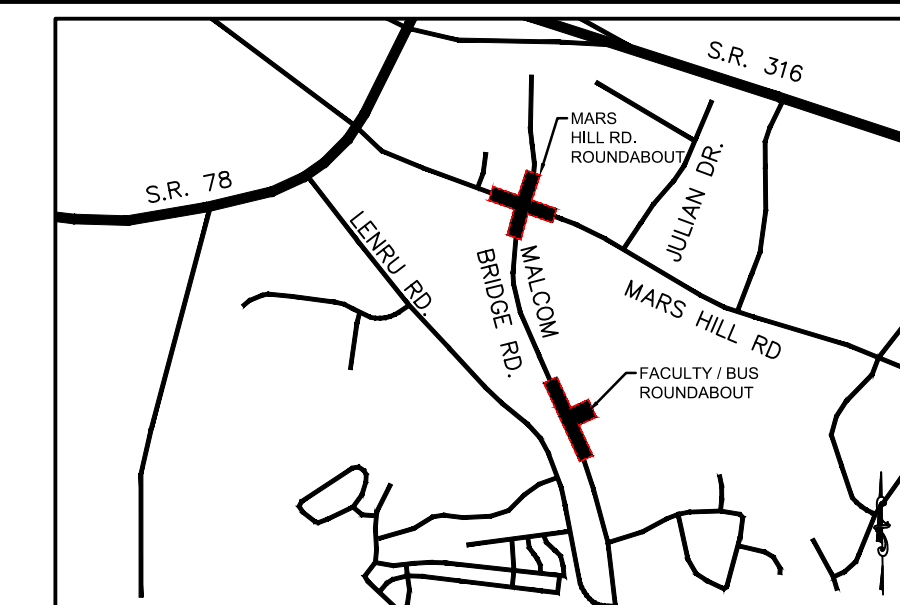 S.R. 316
MARS
HILL RD.
ROUNDABOUT
S.R. 78
JULIAN DR.
LENRU RD.
MALCOM
BRIDGE RD.
MARS HILL RD
FACULTY / BUS
ROUNDABOUT